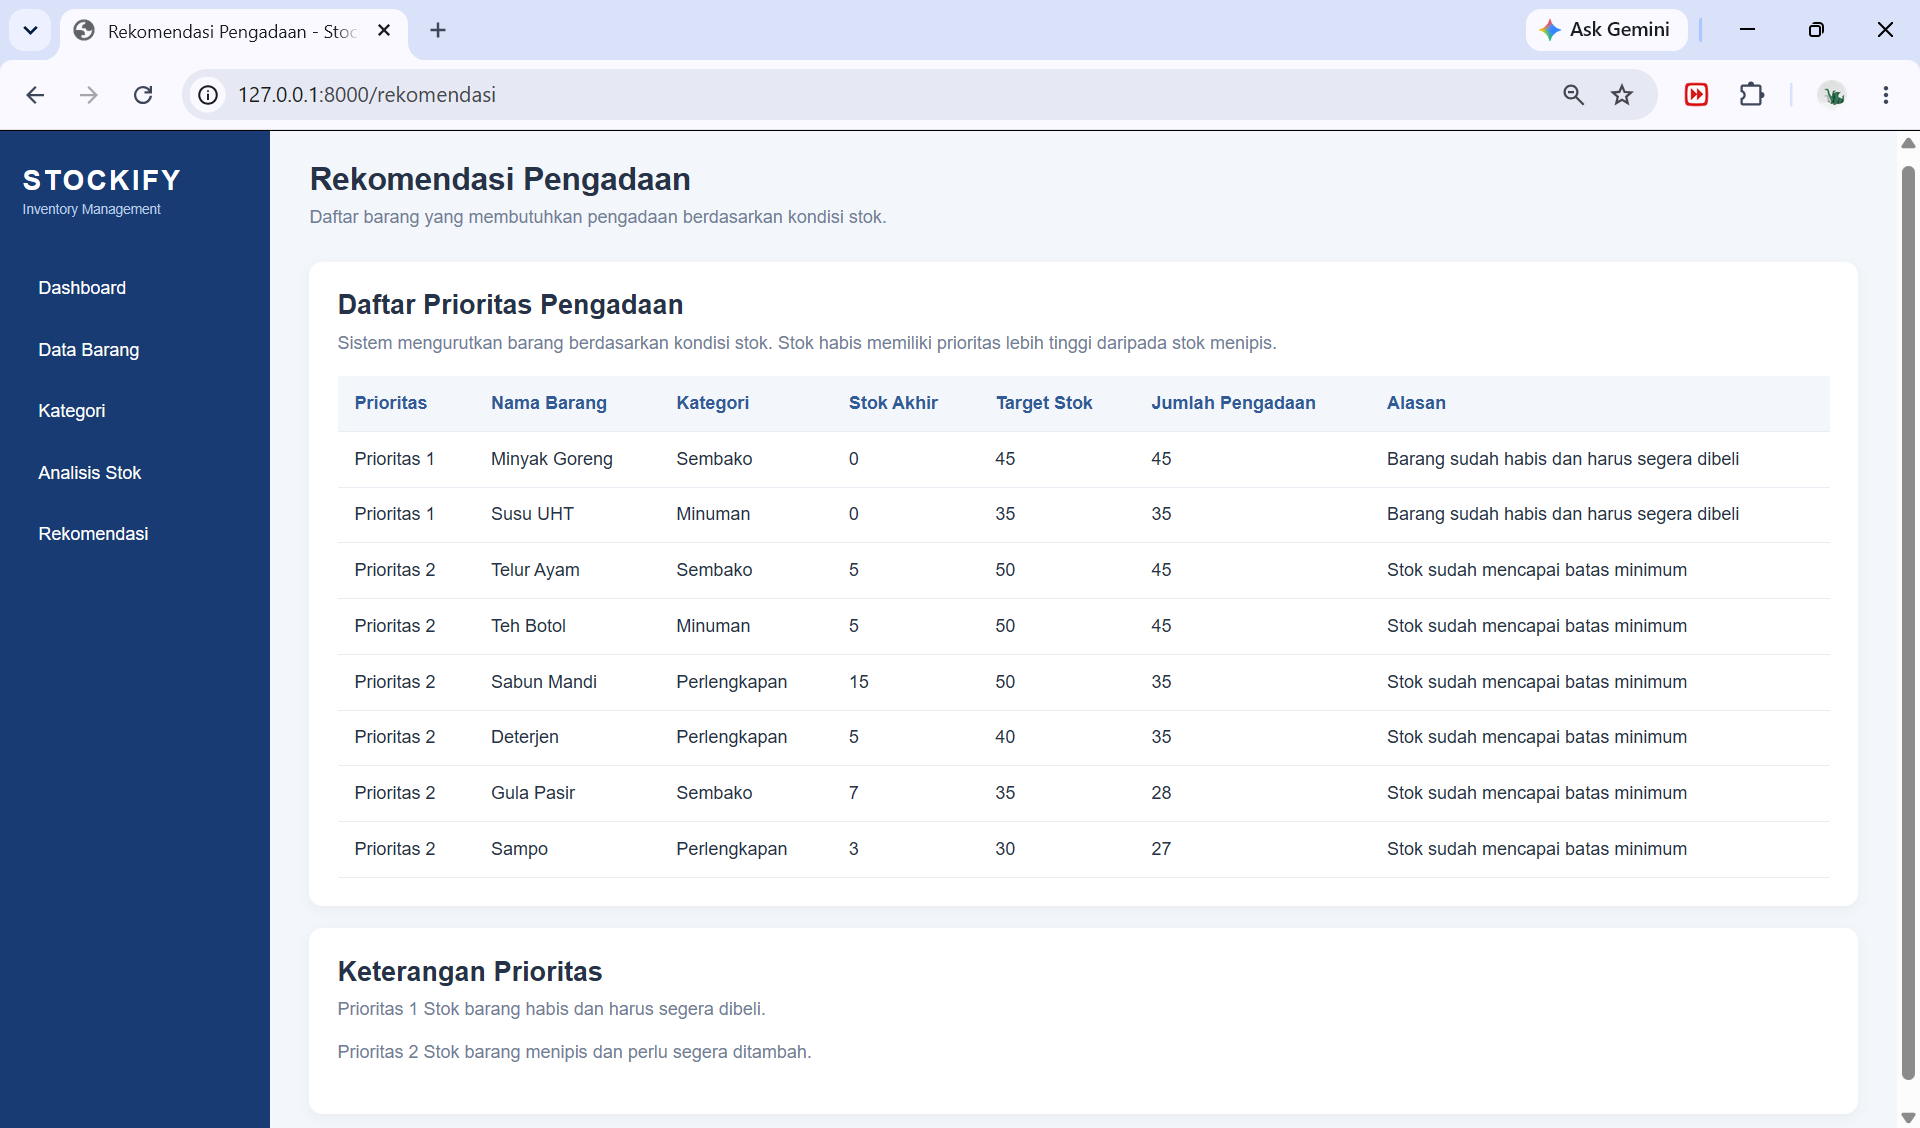 Rekomendasi Pengadaan - Stoc
Ask Gemini
127.0.0.1:8000/rekomendasi
STOCKIFY
Inventory Management
Dashboard
Data Barang
Kategori
Analisis Stok
Rekomendasi
Rekomendasi Pengadaan
Daftar barang yang membutuhkan pengadaan berdasarkan kondisi stok.
Daftar Prioritas Pengadaan
Sistem mengurutkan barang berdasarkan kondisi stok. Stok habis memiliki prioritas lebih tinggi daripada stok menipis.
Prioritas Nama Barang Kategori Stok Akhir Target Stok Jumlah Pengadaan Alasan
Prioritas 1 Minyak Goreng Sembako 0 45 45 Barang sudah habis dan harus segera dibeli
Prioritas 1 Susu UHT Minuman 0 35 35 Barang sudah habis dan harus segera dibeli
Prioritas 2 Telur Ayam Sembako 5 50 45 Stok sudah mencapai batas minimum
Prioritas 2 Teh Botol Minuman 5 50 45 Stok sudah mencapai batas minimum
Prioritas 2 Sabun Mandi Perlengkapan 15 50 35 Stok sudah mencapai batas minimum
Prioritas 2 Deterjen Perlengkapan 5 40 35 Stok sudah mencapai batas minimum
Prioritas 2 Gula Pasir Sembako 7 35 28 Stok sudah mencapai batas minimum
Prioritas 2 Sampo Perlengkapan 3 30 27 Stok sudah mencapai batas minimum
Keterangan Prioritas
Prioritas 1 Stok barang habis dan harus segera dibeli.
Prioritas 2 Stok barang menipis dan perlu segera ditambah.